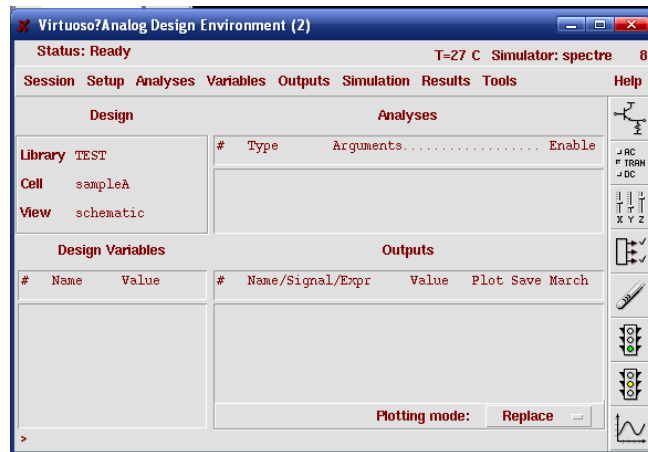 Virtuoso?Analog Design Environment (2)
Status: Ready T=27 C Simulator: spectre 8
Session Setup Analyses Variables Outputs Simulation Results Tools Help
Design Analyses
Library TEST
Cell sampleA
View schematic
# Type Arguments.................. Enable
Design Variables Outputs
# Name Value # Name/Signal/Expr Value Plot Save March
Plotting mode: Replace
>
AC
TRAN
DC
X Y Z